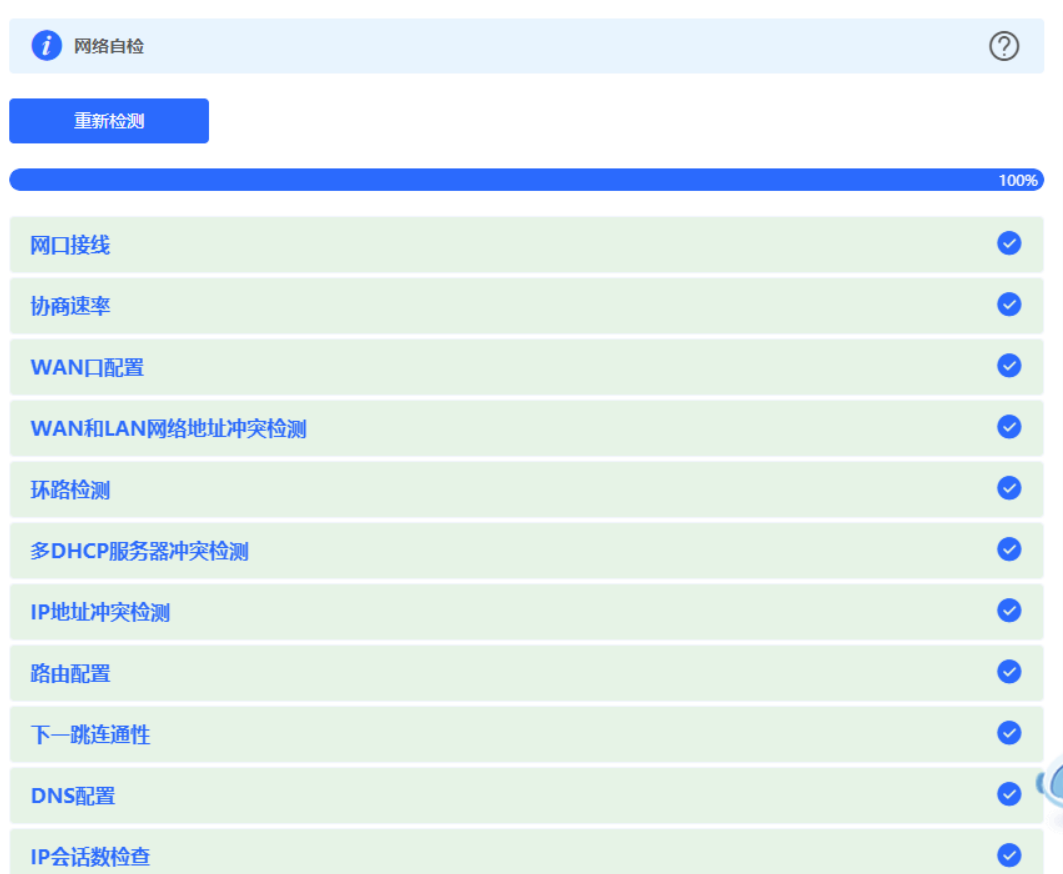 网络自检
重新检测
100%
网口接线
协商速率
WAN口配置
WAN和LAN网络地址冲突检测
环路检测
多DHCP服务器冲突检测
IP地址冲突检测
路由配置
下一跳连通性
DNS配置
IP会话数检查